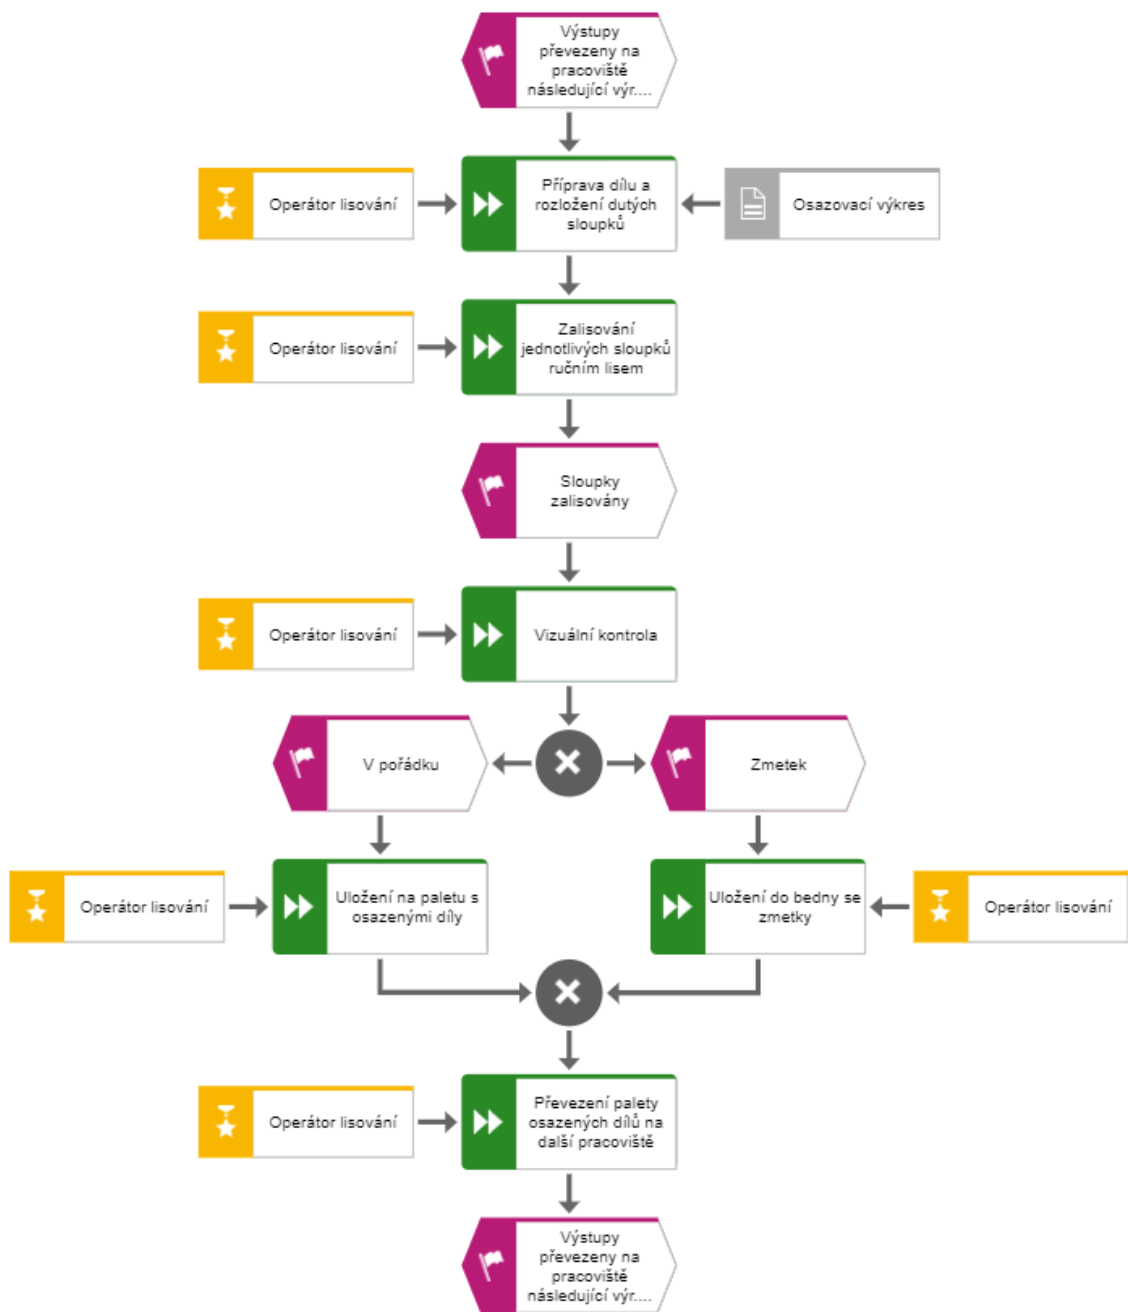 Výstupy
převezeny na
pracoviště
následující výr....
Operátor lisování
Příprava dílu a
rozložení dutých
sloupků
Osazovací výkres
Operátor lisování
Zalisování
jednotlivých sloupků
ručním lisem
Sloupky
zalisovány
Operátor lisování
Vizuální kontrola
V pořádku
Zmetek
Operátor lisování
Uložení na paletu s
osazenými díly
Uložení do bedny se
zmetky
Operátor lisování
Operátor lisování
Převezení palety
osazených dílů na
další pracoviště
Výstupy
převezeny na
pracoviště
následující výr....